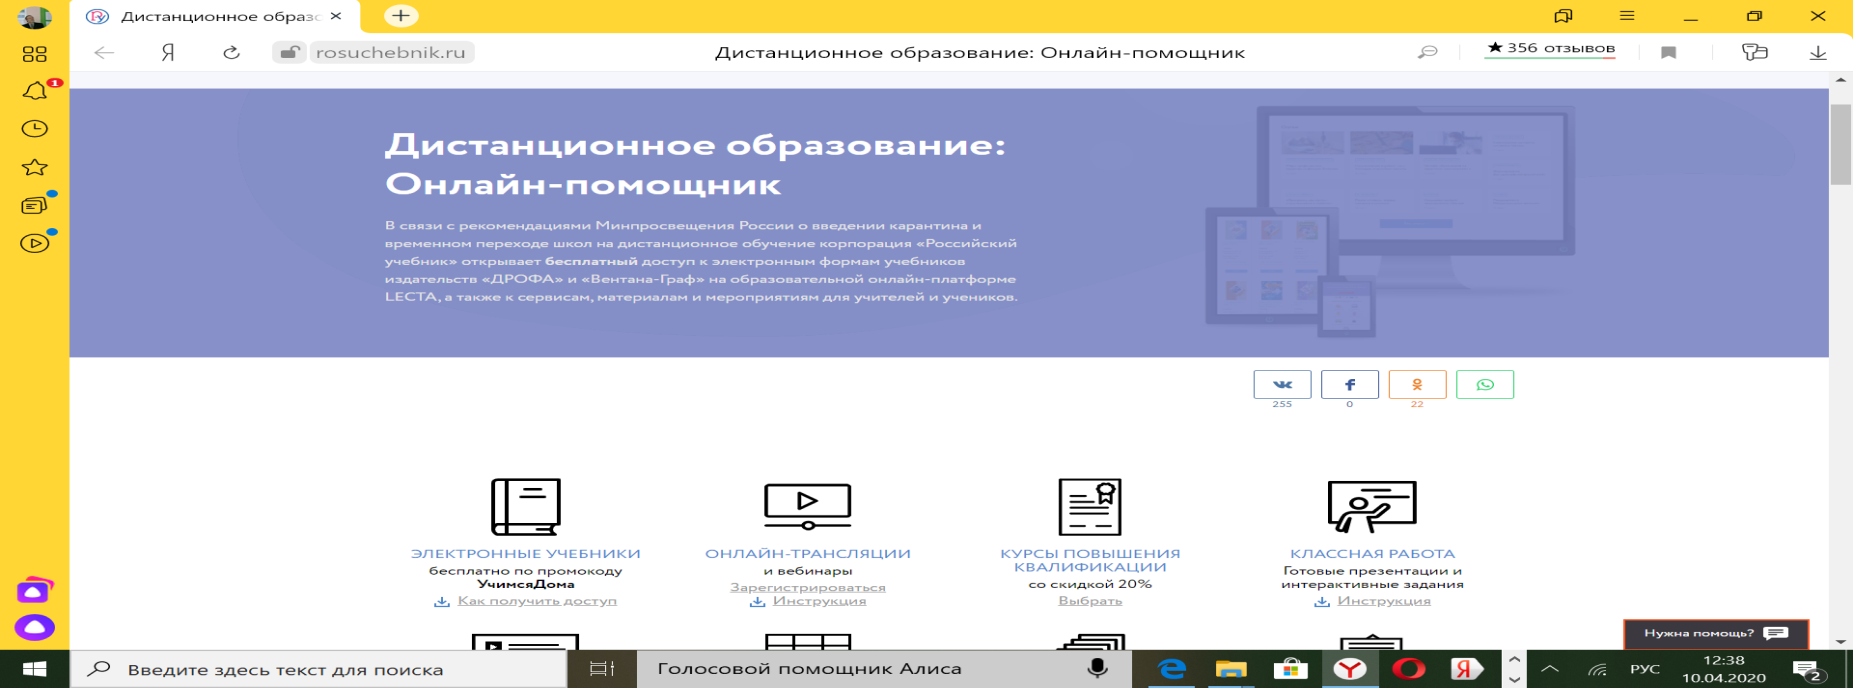 Дистанционное образо
1
Я
rosuchebnik.ru
Дистанционное образование: Онлайн-помощник
★ 356 отзывов
Дистанционное образование:
Онлайн-помощник
В связи с рекомендациями Минпросвещения России о введении карантина и
временном переходе школ на дистанционное обучение корпорация «Российский
учебник» открывает бесплатный доступ к электронным формам учебников
издательств «ДРОФА» и «Вентана-Граф» на образовательной онлайн-платформе
LECTA, а также к сервисам, материалам и мероприятиям для учителей и учеников.
255
0
22
ЭЛЕКТРОННЫЕ УЧЕБНИКИ
бесплатно по промокоду
УчимсяДома
Как получить доступ
ОНЛАЙН-ТРАНСЛЯЦИИ
и вебинары
Зарегистрироваться
Инструкция
КУРСЫ ПОВЫШЕНИЯ
КВАЛИФИКАЦИИ
со скидкой 20%
Выбрать
КЛАССНАЯ РАБОТА
Готовые презентации и
интерактивные задания
Инструкция
Нужна помощь?
Введите здесь текст для поиска
Голосовой помощник Алиса
РУС
12:38
10.04.2020
2